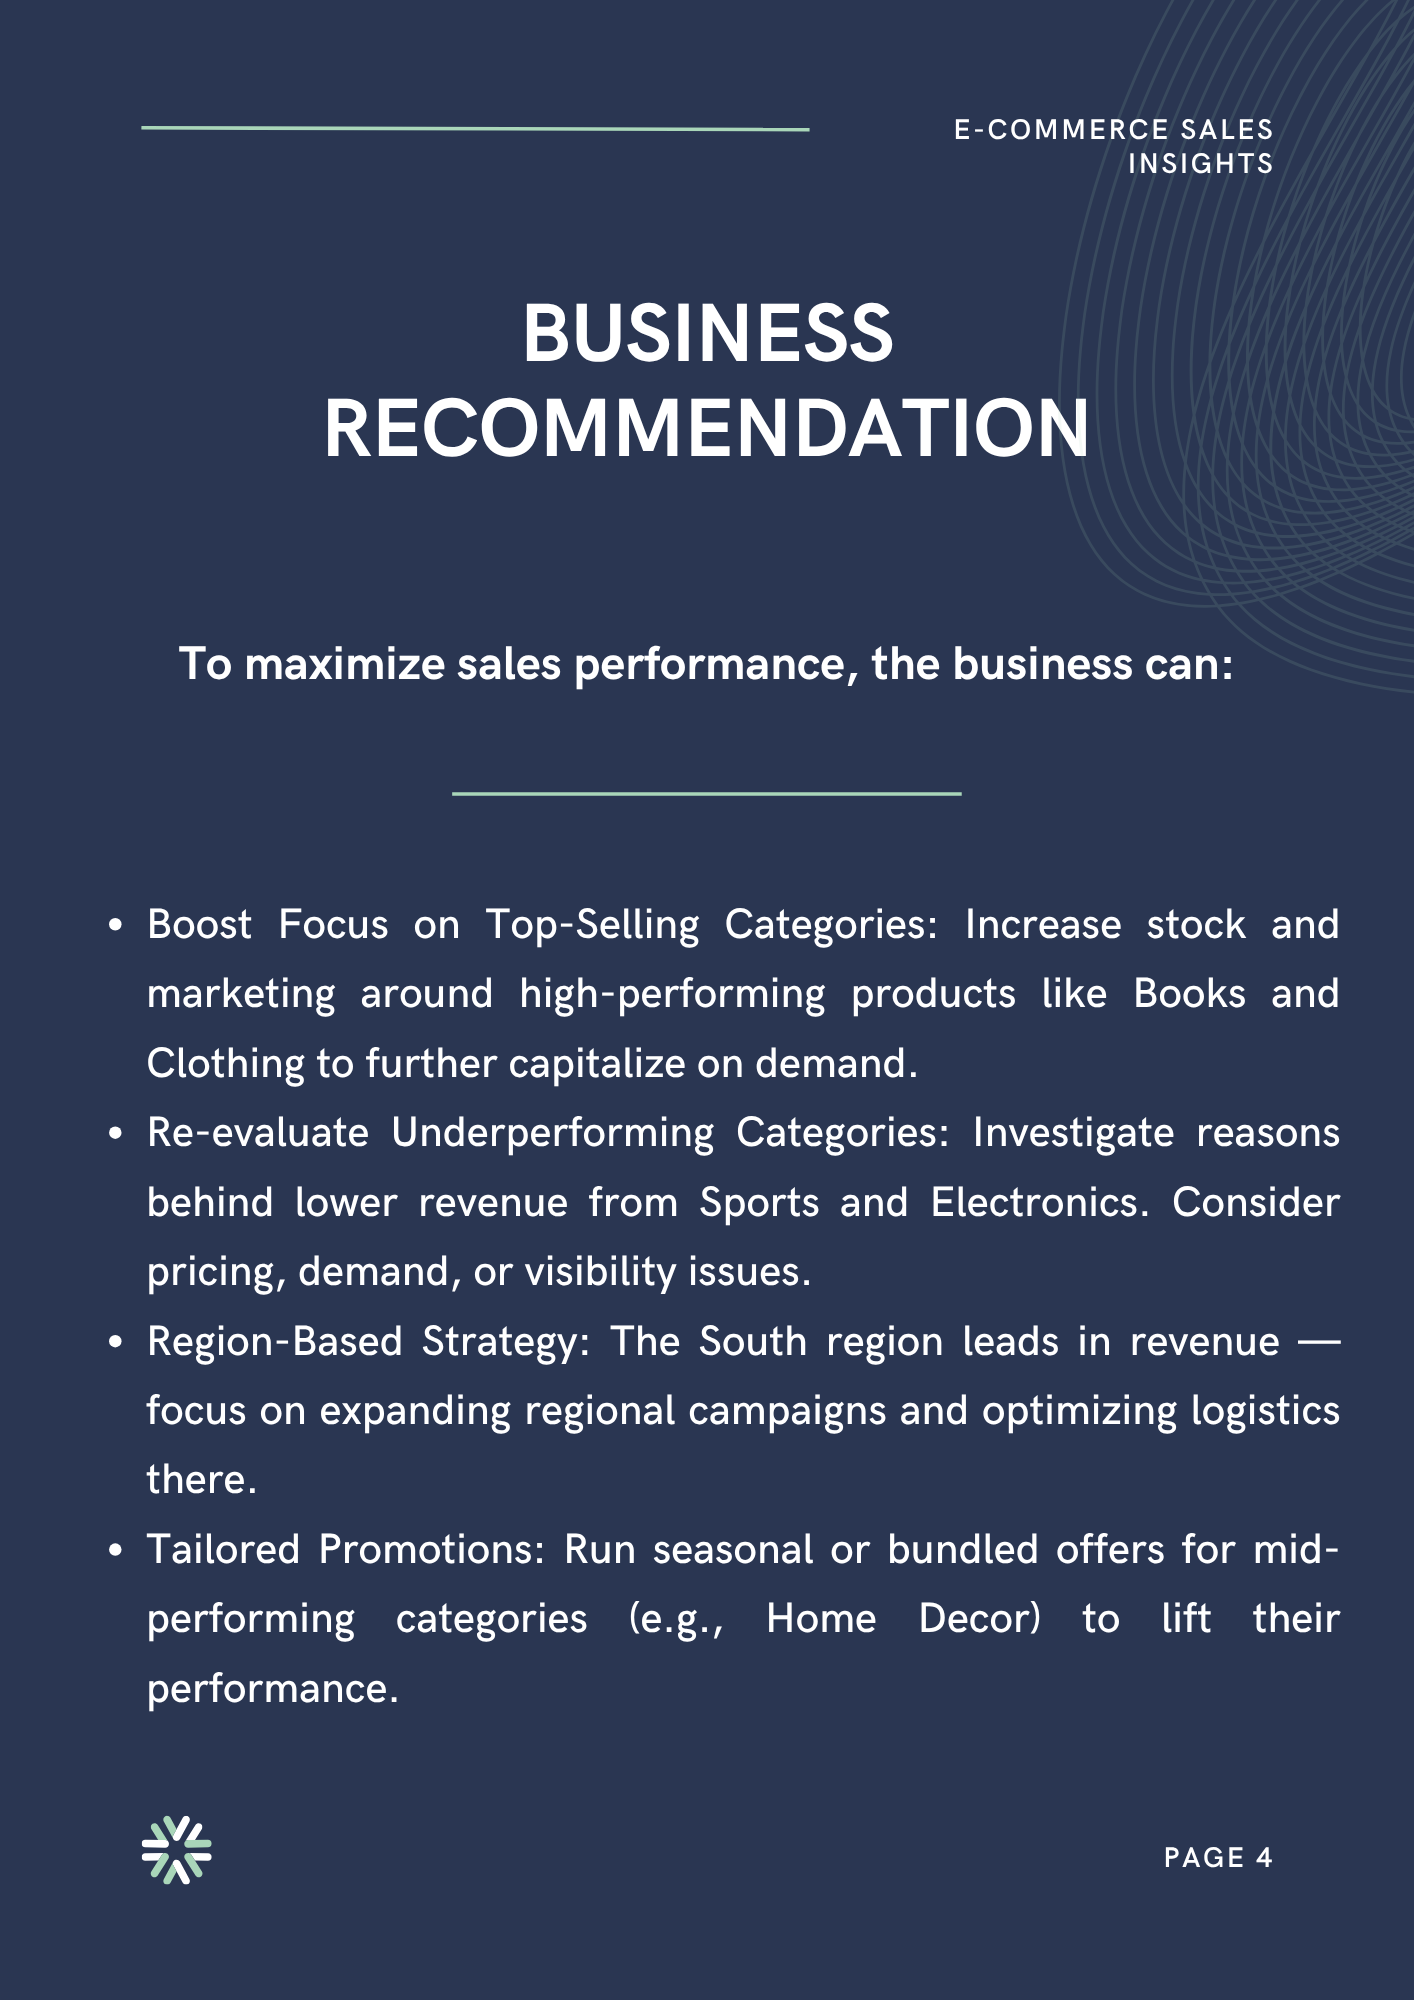 E-COMMERCE SALES
INSIGHTS
BUSINESS
RECOMMENDATION
To maximize sales performance, the business can:
• Boost Focus on Top-Selling Categories: Increase stock and
marketing around high-performing products like Books and
Clothing to further capitalize on demand.
• Re-evaluate Underperforming Categories: Investigate reasons
behind lower revenue from Sports and Electronics. Consider
pricing, demand, or visibility issues.
• Region-Based Strategy: The South region leads in revenue —
focus on expanding regional campaigns and optimizing logistics
there.
• Tailored Promotions: Run seasonal or bundled offers for mid-
performing categories (e.g., Home Decor) to lift their
performance.
PAGE 4